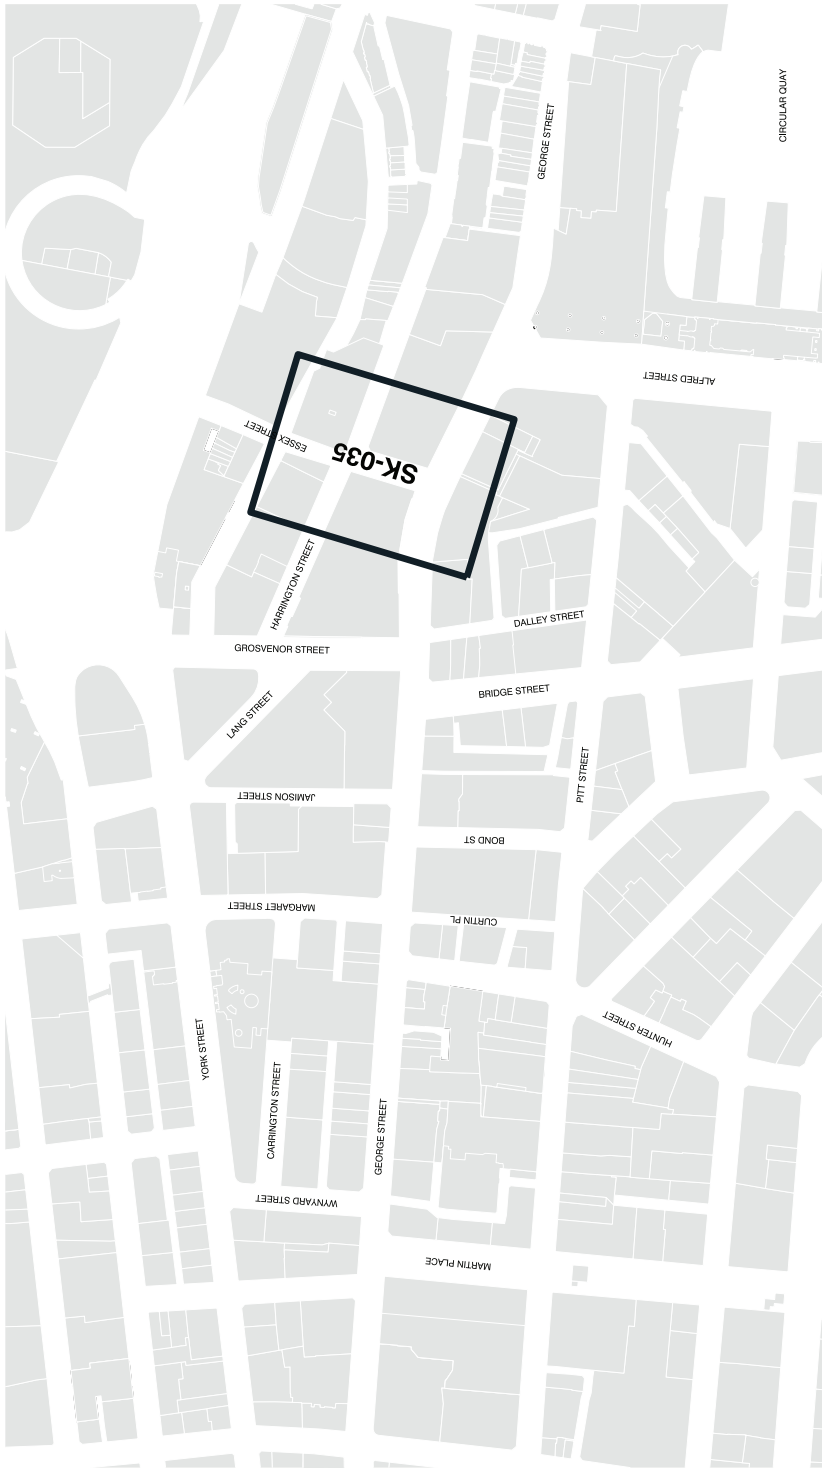 CIRCULAR QUAY
GEORGE STREET
ALFRED STREET
ESSEX STREET
SK-035
HARRINGTON STREET
DALLEY STREET
GROSVENOR STREET
BRIDGE STREET
LANG STREET
PITT STREET
JAMISON STREET
BOND ST
MARGARET STREET
CURTIN PL
HUNTER STREET
YORK STREET
CARRINGTON STREET
GEORGE STREET
WYNYARD STREET
MARTIN PLACE